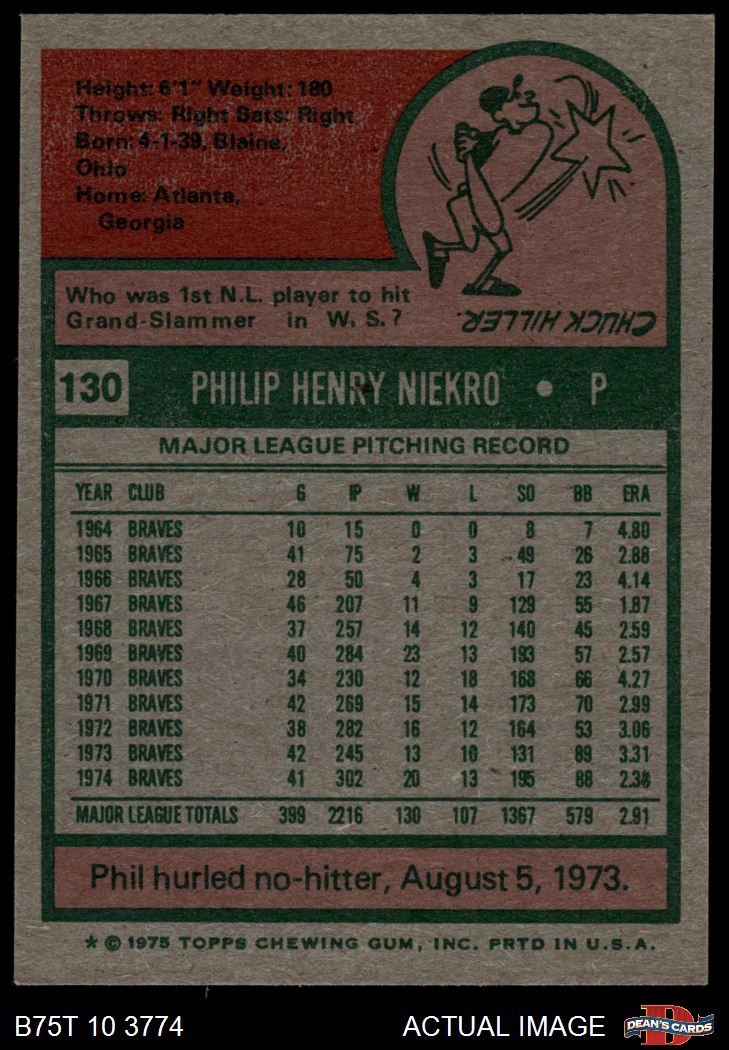 Height: 6'1" Weight: 180
Throws: Right Bats: Right
Born: 4-1-39, Blaine,
Ohio
Home: Atlanta,
Georgia
Who was 1st N.L. player to hit
Grand-Slammer in W. S.?
CHUCK HILLER.
130 PHILIP HENRY NIEKRO • P
MAJOR LEAGUE PITCHING RECORD
YEAR CLUB G IP W L SO BB ERA
1964 BRAVES 10 15 0 0 8 7 4.80
1965 BRAVES 41 75 2 3 49 26 2.88
1966 BRAVES 28 50 4 3 17 23 4.14
1967 BRAVES 46 207 11 9 129 55 1.87
1968 BRAVES 37 257 14 12 140 45 2.59
1969 BRAVES 40 284 23 13 193 57 2.57
1970 BRAVES 34 230 12 18 168 66 4.27
1971 BRAVES 42 269 15 14 173 70 2.99
1972 BRAVES 38 282 16 12 164 53 3.06
1973 BRAVES 42 245 13 10 131 89 3.31
1974 BRAVES 41 302 20 13 195 88 2.38
MAJOR LEAGUE TOTALS 399 2216 130 107 1367 579 2.91
Phil hurled no-hitter, August 5, 1973.
* © 1975 TOPPS CHEWING GUM, INC. PRTD IN U.S.A.
B75T 10 3774 ACTUAL IMAGE DEAN'S CARDS